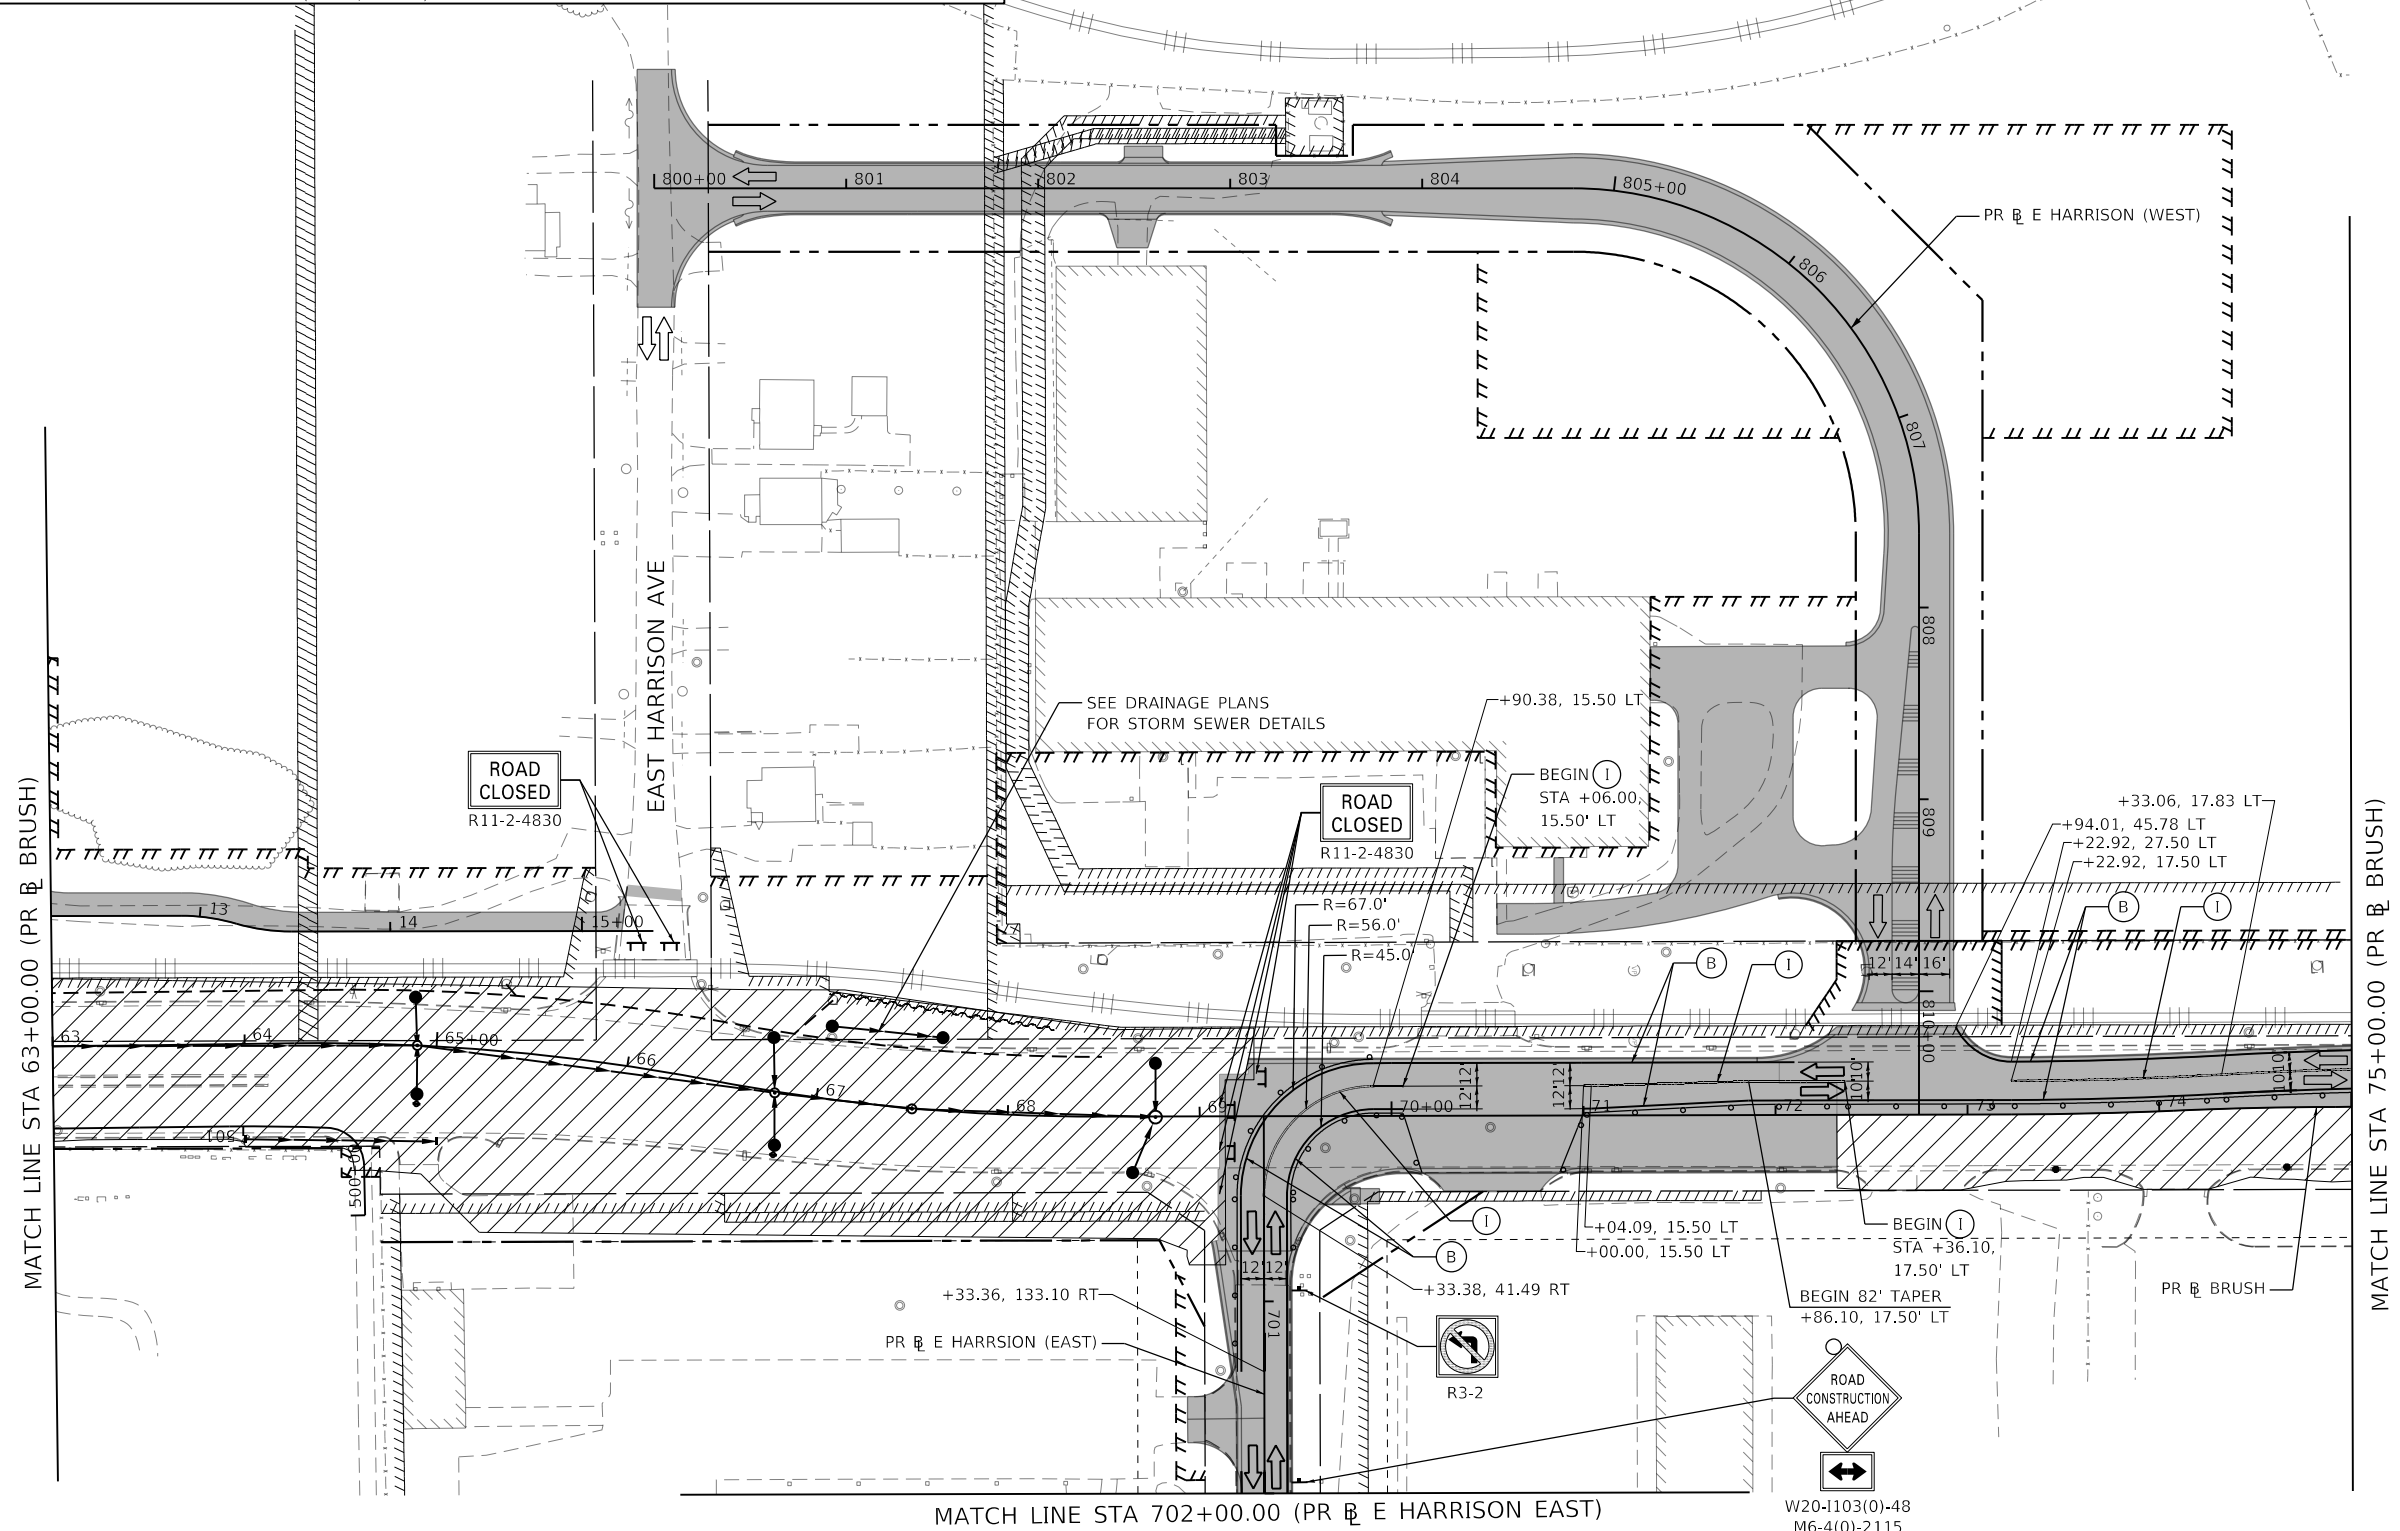 800+00
801
802
803
804
805+00
806
807
808
809
810+00
PR ℄ E HARRISON (WEST)
EAST HARRISON AVE
SEE DRAINAGE PLANS
FOR STORM SEWER DETAILS
+90.38, 15.50 LT
ROAD
CLOSED
R11-2-4830
BEGIN I
STA +06.00,
15.50' LT
ROAD
CLOSED
R11-2-4830
+33.06, 17.83 LT
+94.01, 45.78 LT
+22.92, 27.50 LT
+22.92, 17.50 LT
B
I
R=67.0'
R=56.0'
R=45.0'
B
I
12' 14' 16'
13
14
15+00
63
64
65+00
66
67
68
69
70+00
71
72
73
74
12' 12'
12' 12'
10' 10'
10' 10'
501
500+00
MATCH LINE STA 63+00.00 (PR ℄ BRUSH)
MATCH LINE STA 75+00.00 (PR ℄ BRUSH)
I
B
+04.09, 15.50 LT
+00.00, 15.50 LT
BEGIN I
STA +36.10,
17.50' LT
PR ℄ BRUSH
BEGIN 82' TAPER
+86.10, 17.50' LT
12' 12'
+33.36, 133.10 RT
+33.38, 41.49 RT
701
PR ℄ E HARRSION (EAST)
R3-2
ROAD
CONSTRUCTION
AHEAD
W20-I103(0)-48
M6-4(0)-2115
MATCH LINE STA 702+00.00 (PR ℄ E HARRISON EAST)